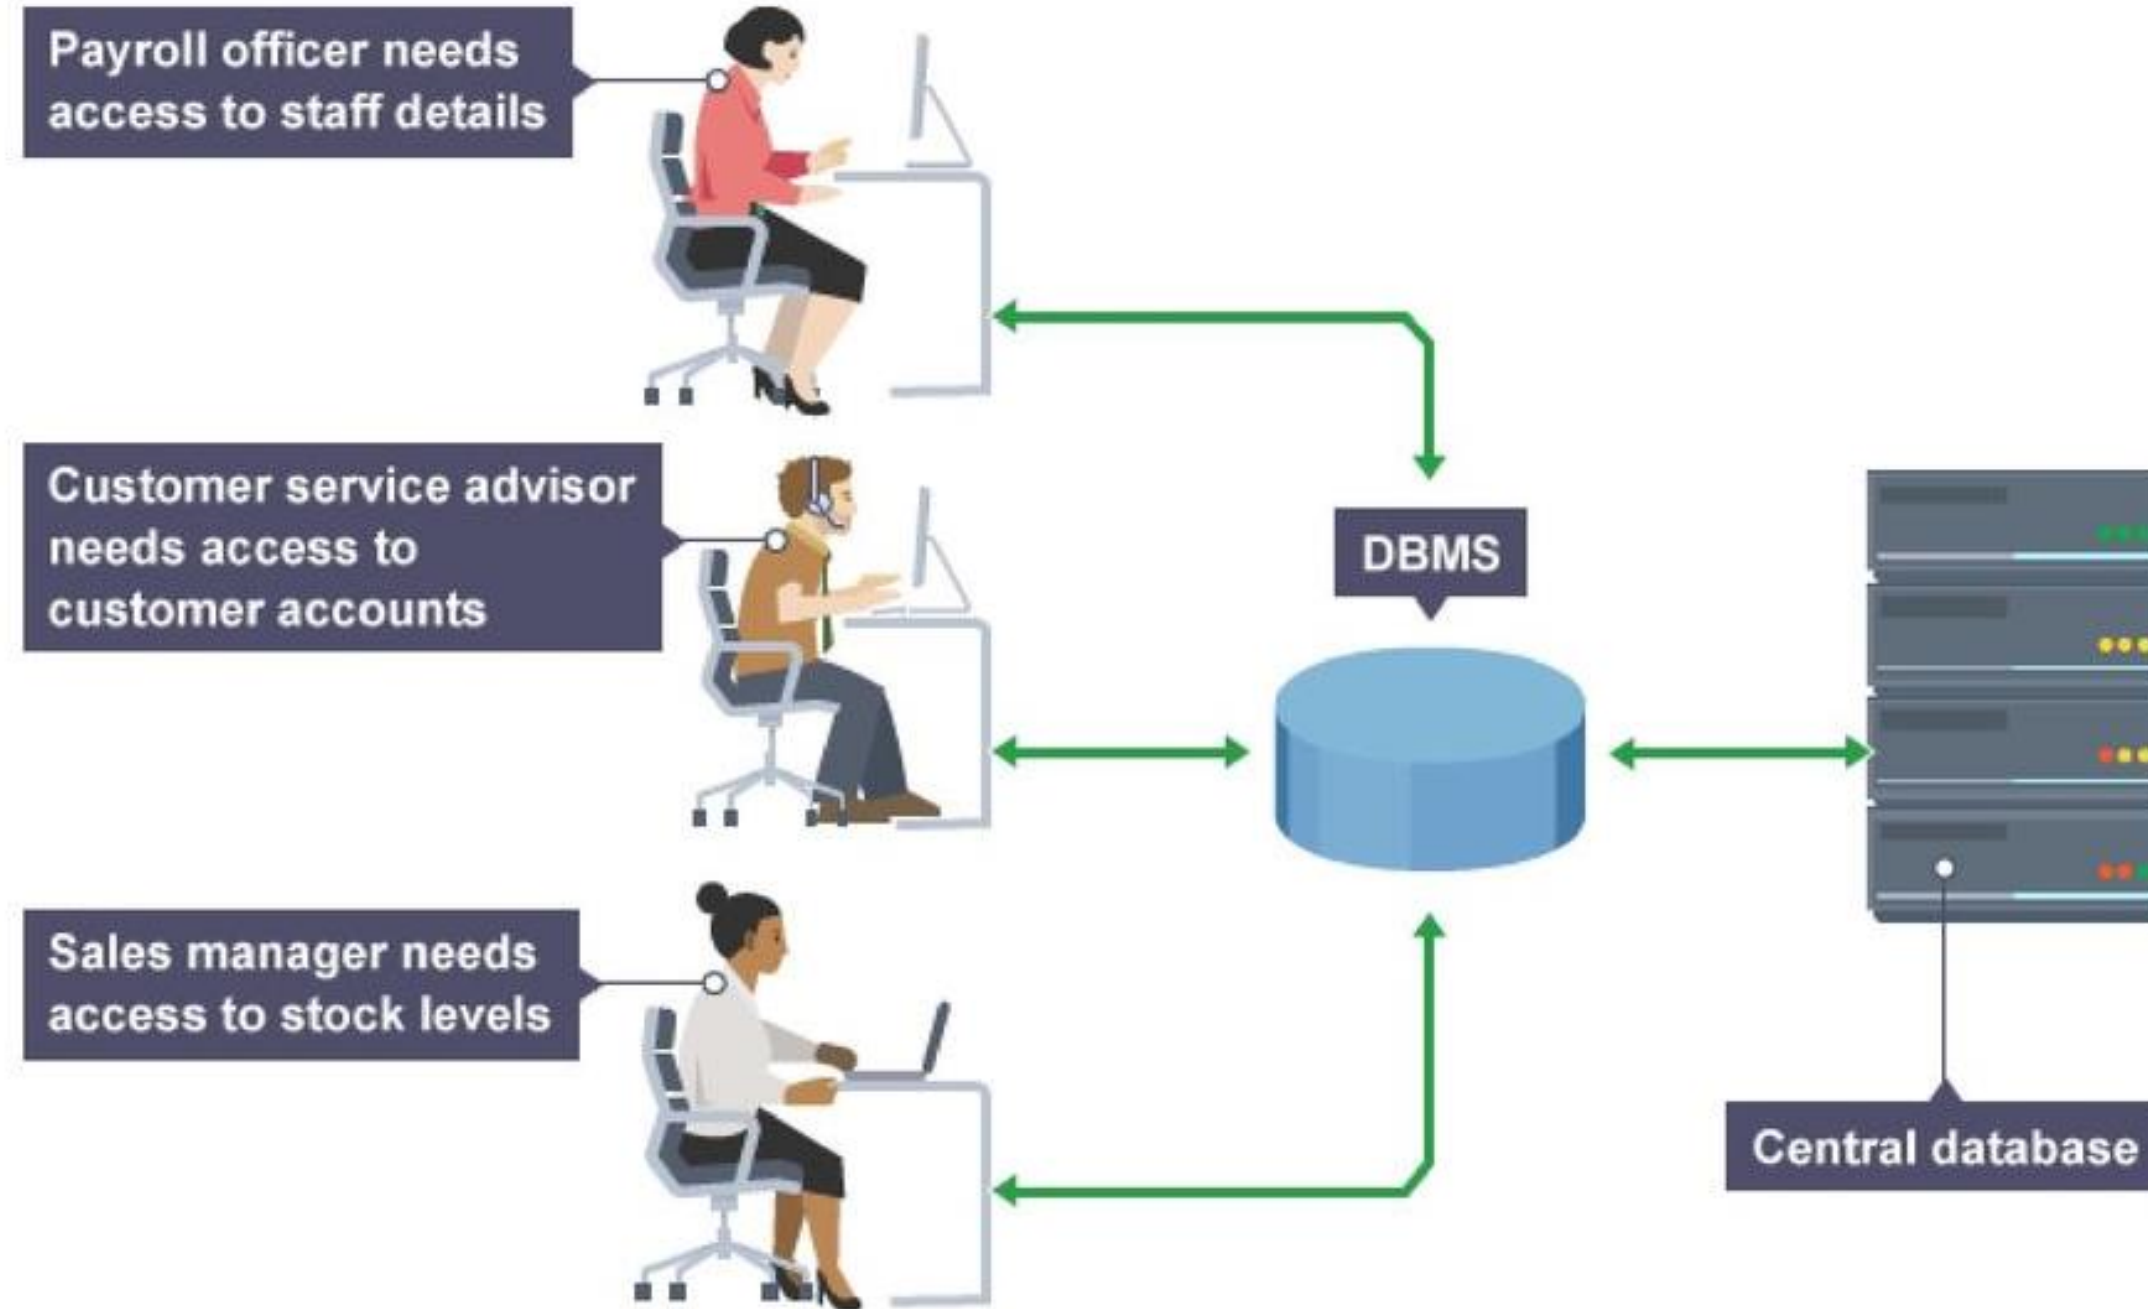 Payroll officer needs
access to staff details
Customer service advisor
needs access to
customer accounts
DBMS
Sales manager needs
access to stock levels
Central database